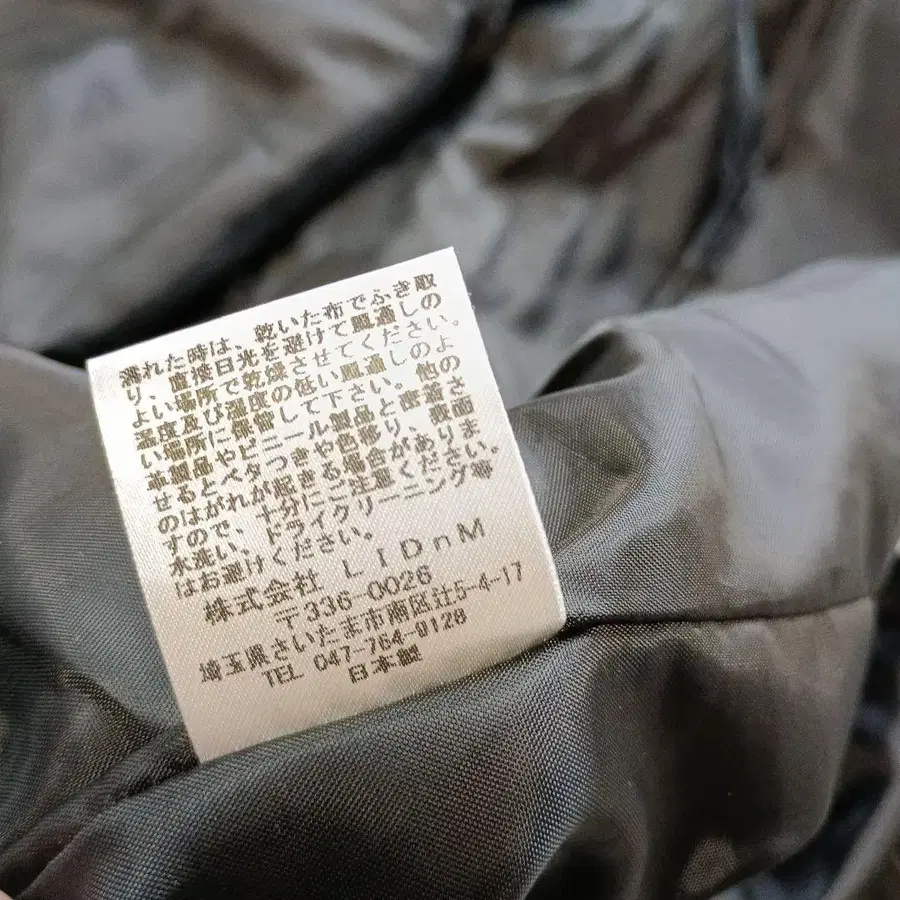 濡れた時は、乾いた布でふき取
り、直接日光を避けて風通しの
よい場所で乾燥させてください。
温度及び湿度の低い風通しのよ
い場所に保管して下さい。他の
革製品やビニール製品と密着さ
せるとベタつきや色移り、表面
のはがれが起きる場合がありま
すので、十分にご注意ください。
水洗い、ドライクリーニング等
はお避けください。
株式会社 LIDnM
〒336-0026
埼玉県さいたま市南区辻5-4-17
TEL 047-764-9128
日本製